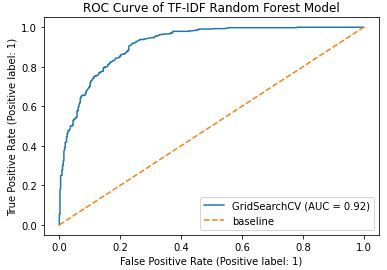 ROC Curve of TF-IDF Random Forest Model
True Positive Rate (Positive label: 1)
1.0
0.8
0.6
0.4
0.2
0.0
GridSearchCV (AUC = 0.92)
baseline
0.0 0.2 0.4 0.6 0.8 1.0
False Positive Rate (Positive label: 1)